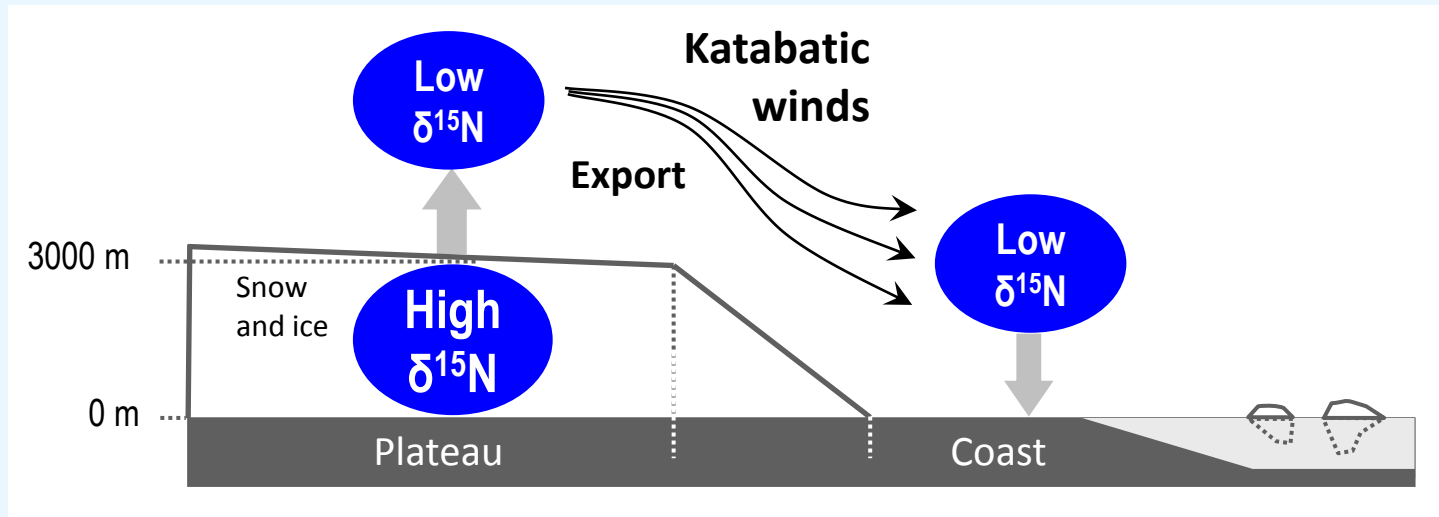 Low
δ¹⁵N
Katabatic
winds
Export
3000 m
Snow
and ice
High
δ¹⁵N
Low
δ¹⁵N
0 m
Plateau
Coast